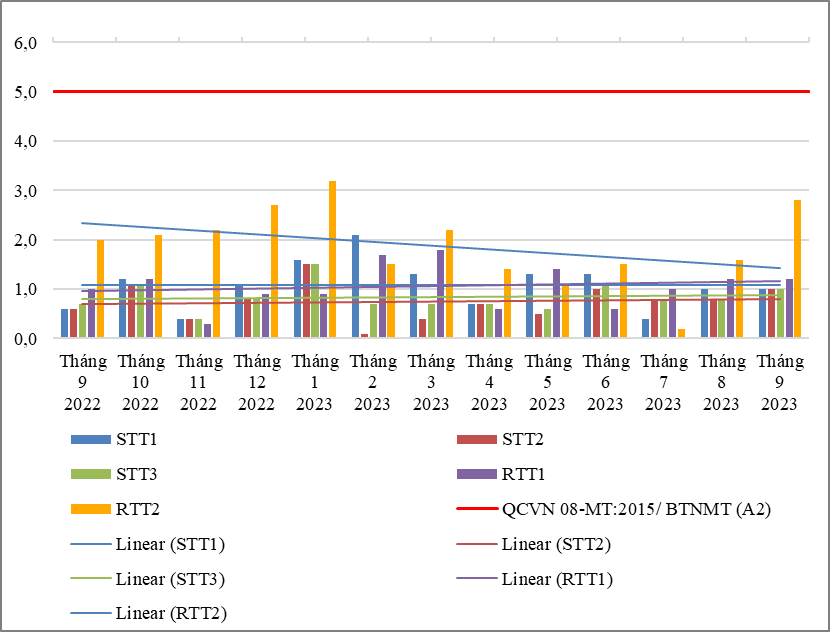 6,0
5,0
4,0
3,0
2,0
1,0
0,0
Tháng Tháng Tháng Tháng Tháng Tháng Tháng Tháng Tháng Tháng Tháng Tháng Tháng
9 10 11 12 1 2 3 4 5 6 7 8 9
2022 2022 2022 2022 2023 2023 2023 2023 2023 2023 2023 2023 2023
STT1 STT2
STT3 RTT1
RTT2 QCVN 08-MT:2015/ BTNMT (A2)
Linear (STT1) Linear (STT2)
Linear (STT3) Linear (RTT1)
Linear (RTT2)